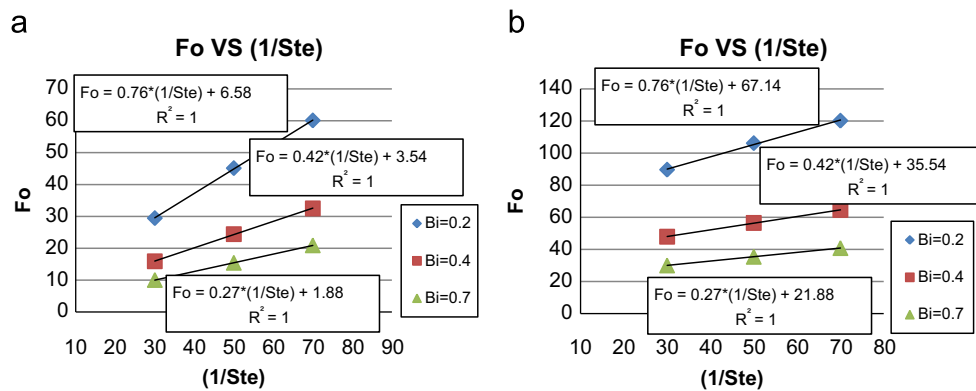 a
Fo VS (1/Ste)
Fo = 0.76*(1/Ste) + 6.58
R² = 1
Fo = 0.42*(1/Ste) + 3.54
R² = 1
Fo = 0.27*(1/Ste) + 1.88
R² = 1
70
60
50
40
30
20
10
0
Fo
10 30 50 70 90
(1/Ste)
Bi=0.2
Bi=0.4
Bi=0.7
b
Fo VS (1/Ste)
Fo = 0.76*(1/Ste) + 67.14
R² = 1
Fo = 0.42*(1/Ste) + 35.54
R² = 1
Fo = 0.27*(1/Ste) + 21.88
R² = 1
140
120
100
80
60
40
20
0
Fo
10 20 30 40 50 60 70 80
(1/Ste)
Bi=0.2
Bi=0.4
Bi=0.7